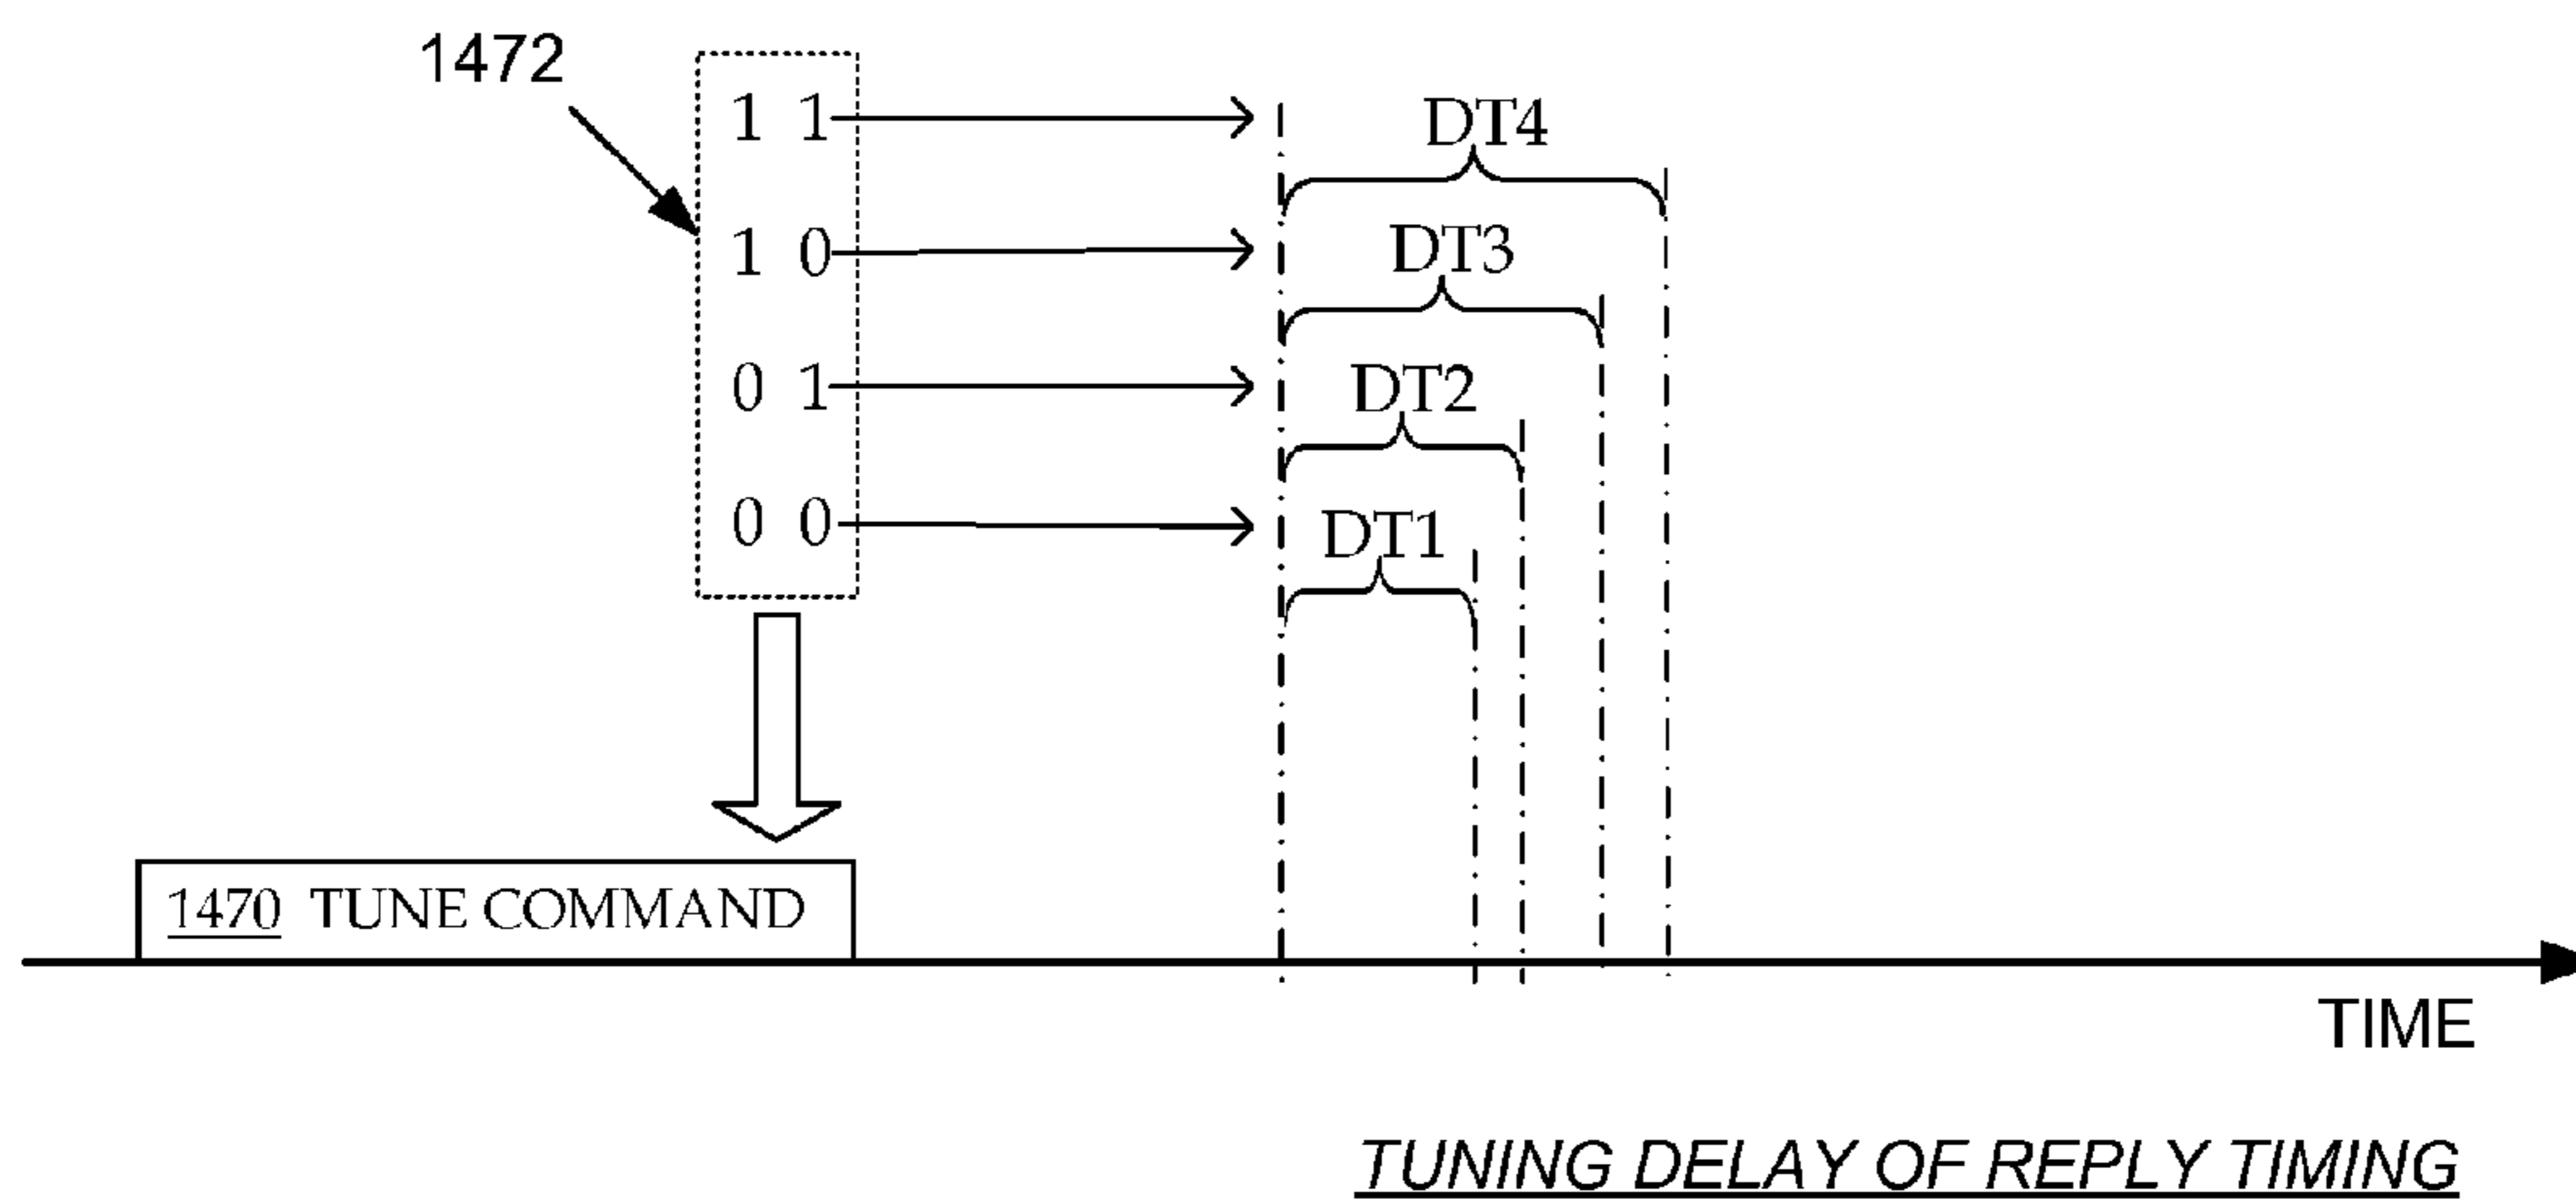 1472
1 1
DT4
1 0
DT3
0 1
DT2
0 0
DT1
1470 TUNE COMMAND
TIME
TUNING DELAY OF REPLY TIMING